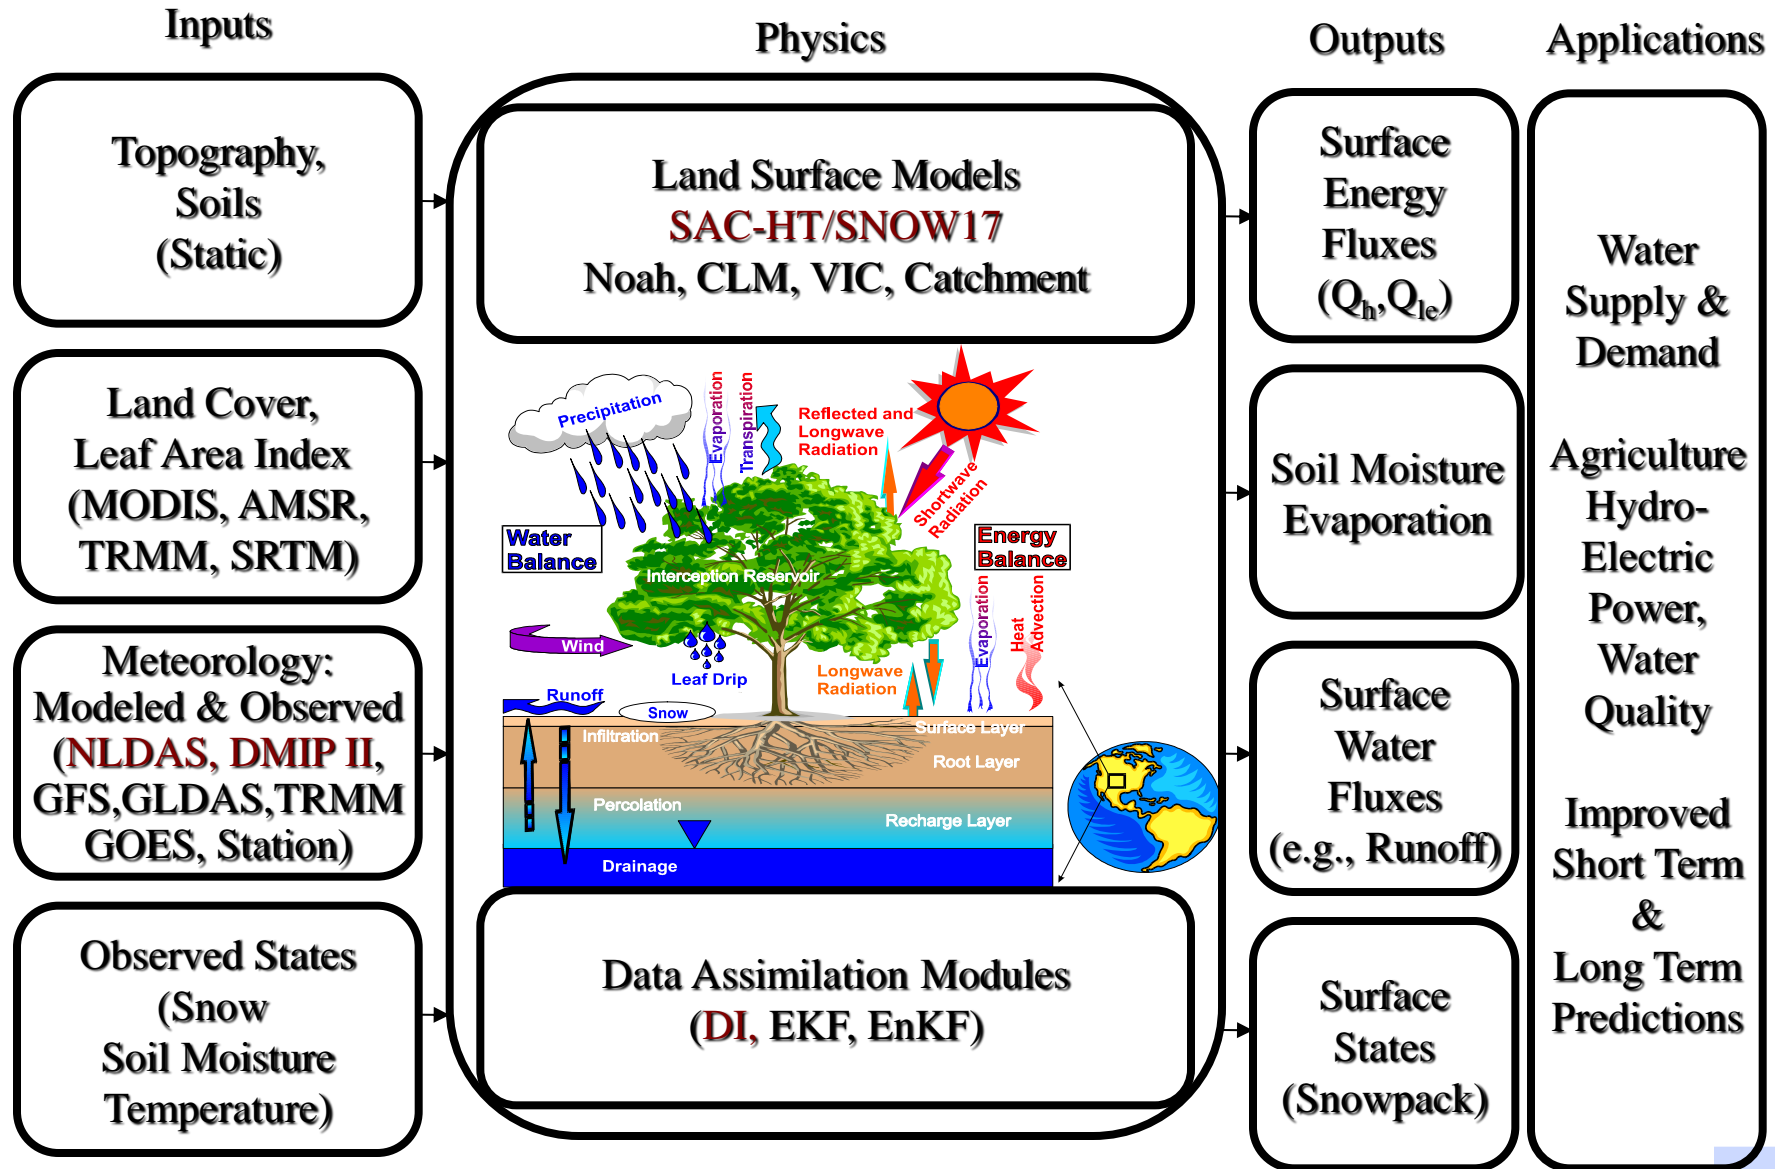 Inputs
Physics
Outputs
Applications
Topography,
Soils
(Static)
Land Cover,
Leaf Area Index
(MODIS, AMSR,
TRMM, SRTM)
Meteorology:
Modeled & Observed
(NLDAS, DMIP II,
GFS,GLDAS,TRMM
GOES, Station)
Observed States
(Snow
Soil Moisture
Temperature)
Land Surface Models
SAC-HT/SNOW17
Noah, CLM, VIC, Catchment
Precipitation
Evaporation
Transpiration
Reflected and
Longwave
Radiation
Shortwave
Radiation
Water
Balance
Energy
Balance
Interception Reservoir
Wind
Leaf Drip
Longwave
Radiation
Evaporation
Heat
Advection
Runoff
Snow
Infiltration
Surface Layer
Root Layer
Percolation
Recharge Layer
Drainage
Data Assimilation Modules
(DI, EKF, EnKF)
Surface
Energy
Fluxes
(Qh,Qle)
Soil Moisture
Evaporation
Surface
Water
Fluxes
(e.g., Runoff)
Surface
States
(Snowpack)
Water
Supply &
Demand
Agriculture
Hydro-
Electric
Power,
Water
Quality
Improved
Short Term
&
Long Term
Predictions